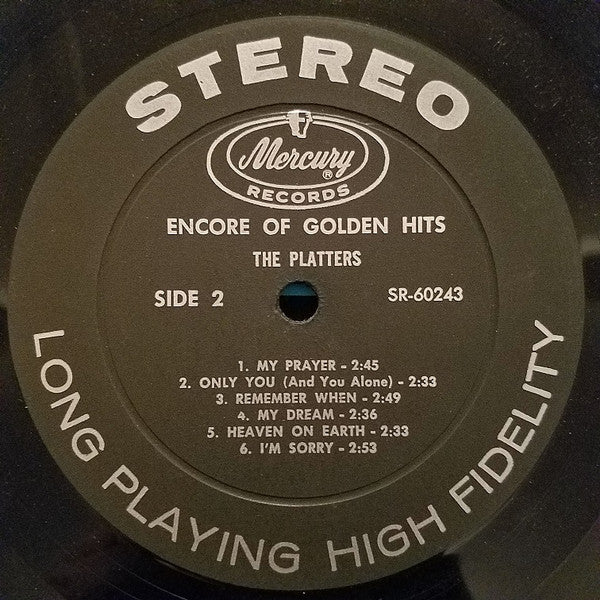 STEREO
Mercury ®
RECORDS
ENCORE OF GOLDEN HITS
THE PLATTERS
SIDE 2 SR-60243
1. MY PRAYER - 2:45
2. ONLY YOU (And You Alone) - 2:33
3. REMEMBER WHEN - 2:49
4. MY DREAM - 2:36
5. HEAVEN ON EARTH - 2:33
6. I'M SORRY - 2:53
LONG PLAYING HIGH FIDELITY